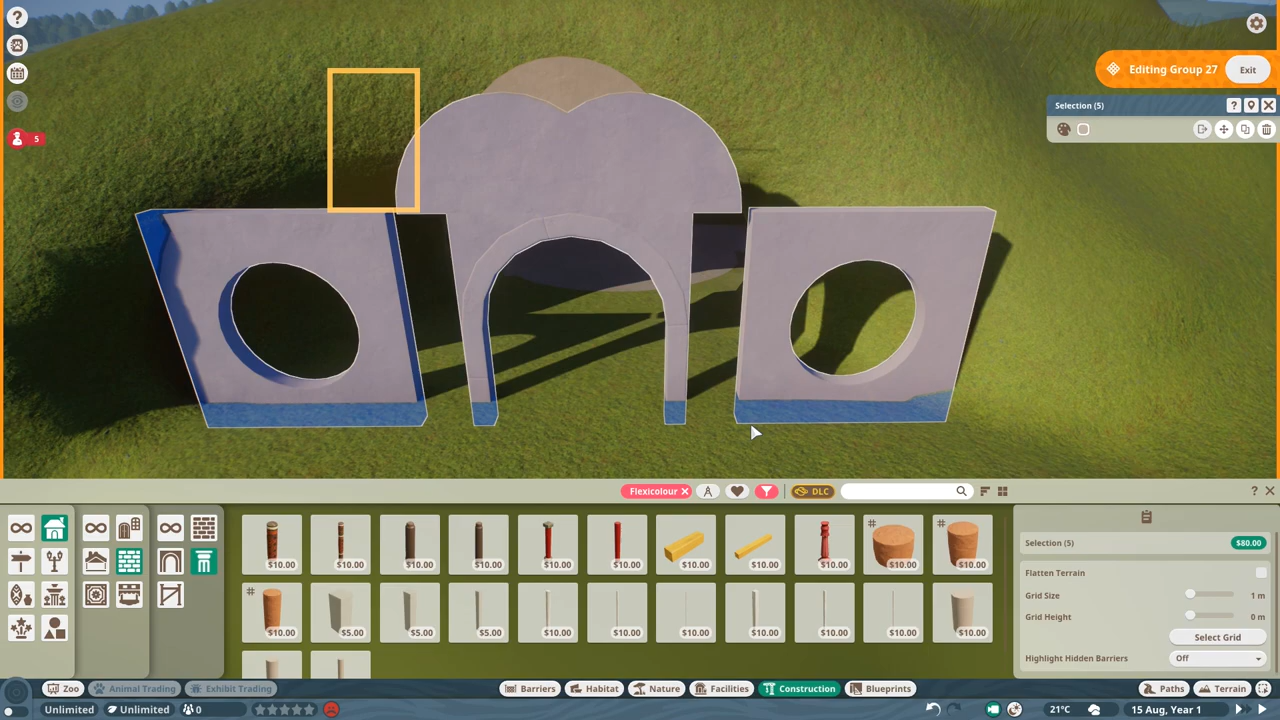 ?
Editing Group 27
Exit
Selection (5)
?
5
Flexicolour
DLC
?
$10.00 $10.00 $10.00 $10.00 $10.00 $10.00 $10.00 $10.00 $10.00 $10.00 $10.00
$10.00 $5.00 $5.00 $5.00 $10.00 $10.00 $10.00 $10.00 $10.00 $10.00 $10.00
Selection (5) $80.00
Flatten Terrain
Grid Size 1 m
Grid Height 0 m
Select Grid
Highlight Hidden Barriers Off
Zoo Animal Trading Exhibit Trading Barriers Habitat Nature Facilities Construction Blueprints Paths Terrain
Unlimited Unlimited 0 21°C 15 Aug, Year 1